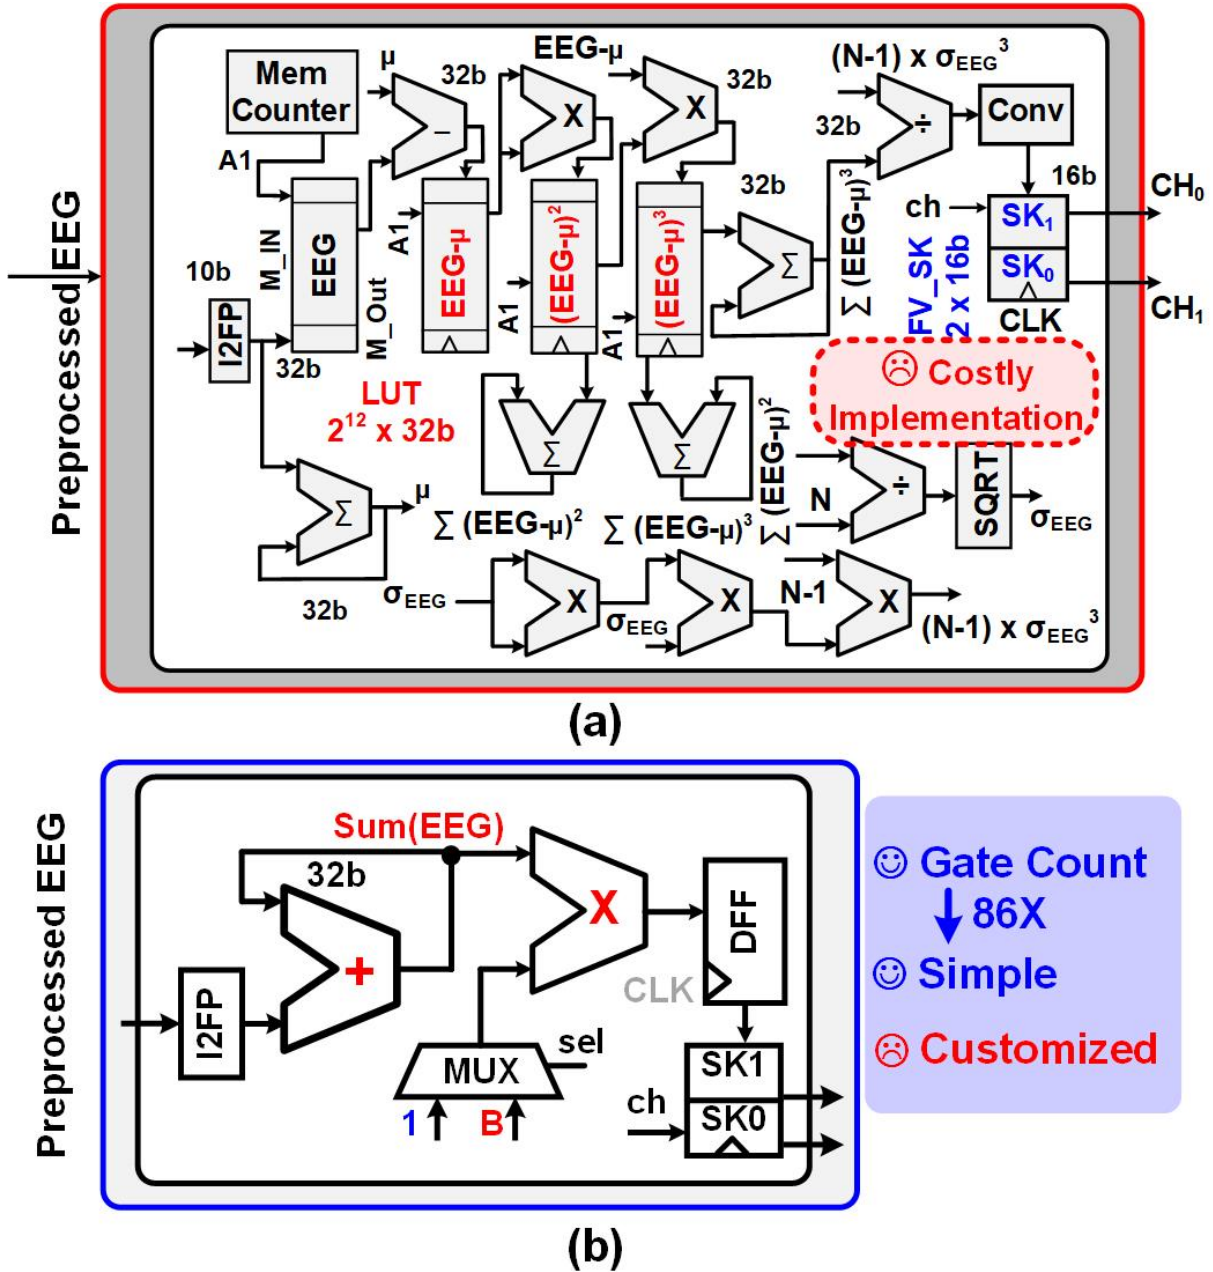 Preprocessed EEG
Mem
Counter
A1
M_IN
EEG
M_Out
10b
I2FP
32b
μ
32b
–
A1
EEG-μ
EEG-μ
X
A1
(EEG-μ)²
X
32b
A1
(EEG-μ)³
32b
∑
∑ (EEG-μ)³
(N-1) x σEEG³
32b
÷
Conv
16b
ch
SK₁
SK₀
CLK
FV_SK
2 x 16b
CH₀
CH₁
LUT
2¹² x 32b
∑
∑
☹ Costly
Implementation
∑
μ
32b
∑ (EEG-μ)²
∑ (EEG-μ)³
∑ (EEG-μ)²
N
÷
SQRT
σEEG
σEEG
X
σEEG
X
N-1
X
(N-1) x σEEG³
(a)
Preprocessed EEG
Sum(EEG)
32b
+
I2FP
X
MUX
sel
1
B
DFF
CLK
SK1
SK0
ch
☺ Gate Count
86X
☺ Simple
☹ Customized
(b)